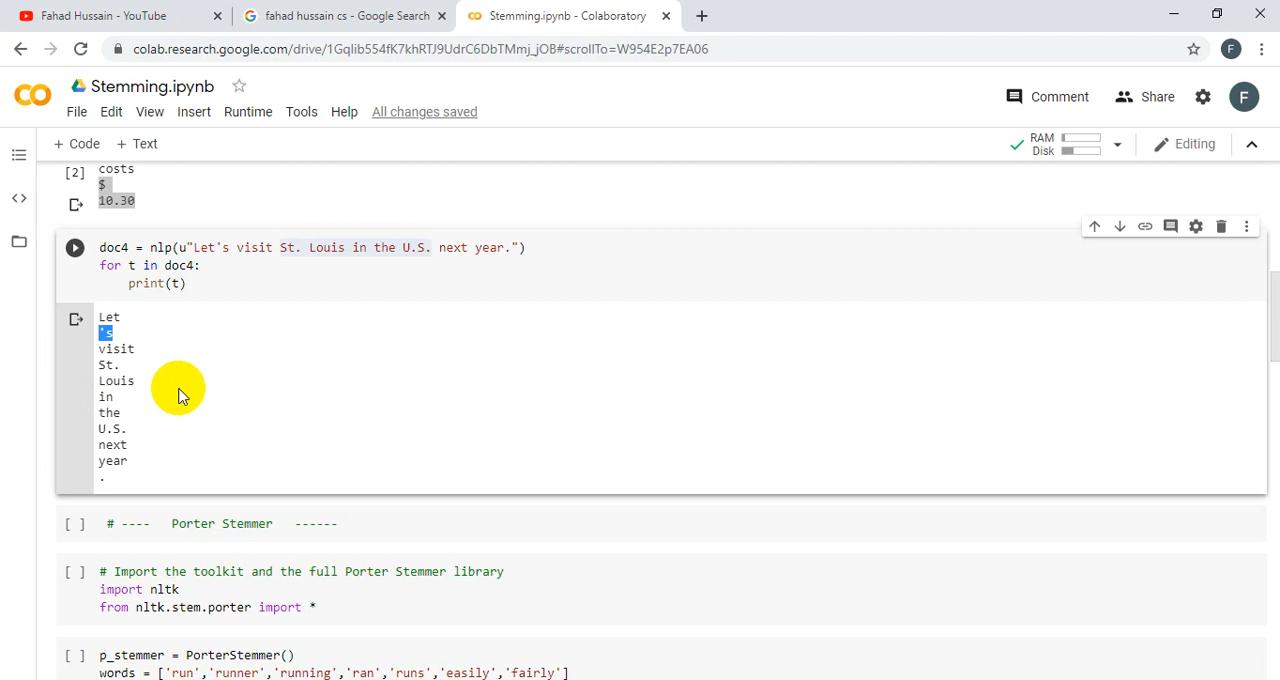 Fahad Hussain - YouTube
fahad hussain cs - Google Search
Stemming.ipynb - Colaboratory
colab.research.google.com/drive/1Gqlib554fK7khRTJ9UdrC6DbTMmj_jOB#scrollTo=W954E2p7EA06
F
CO
Stemming.ipynb
Comment
Share
F
File Edit View Insert Runtime Tools Help All changes saved
+ Code + Text
RAM
Disk
Editing
[2]
costs
$
10.30
doc4 = nlp(u"Let's visit St. Louis in the U.S. next year.")
for t in doc4:
print(t)
Let
's
visit
St.
Louis
in
the
U.S.
next
year
.
[ ] # ---- Porter Stemmer ------
[ ] # Import the toolkit and the full Porter Stemmer library
import nltk
from nltk.stem.porter import *
[ ] p_stemmer = PorterStemmer()
words = ['run','runner','running','ran','runs','easily','fairly']